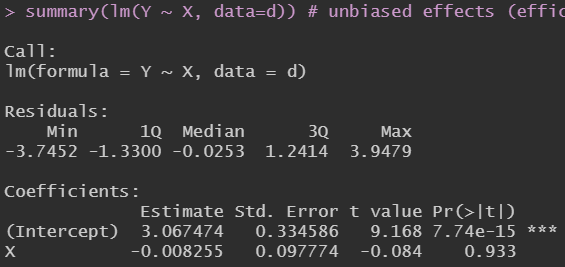 > summary(lm(Y ~ X, data=d)) # unbiased effects
Call:
lm(formula = Y ~ X, data = d)
Residuals:
    Min      1Q  Median      3Q     Max
-3.7452 -1.3300 -0.0253  1.2414  3.9479
Coefficients:
             Estimate Std. Error t value Pr(>|t|)
(Intercept)  3.067474   0.334586   9.168 7.74e-15 ***
X           -0.008255   0.097774  -0.084    0.933